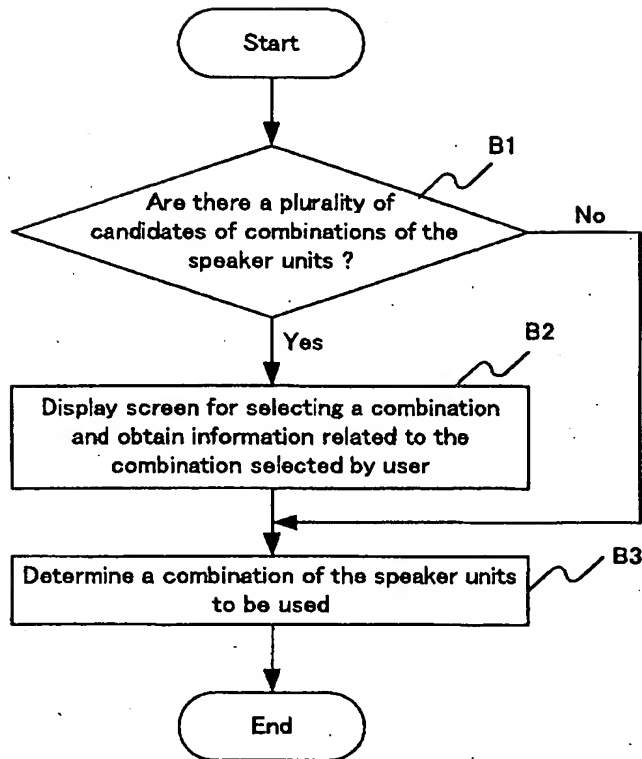 Start
B1
Are there a plurality of
candidates of combinations of the
speaker units ?
No
Yes
B2
Display screen for selecting a combination
and obtain information related to the
combination selected by user
B3
Determine a combination of the speaker units
to be used
End